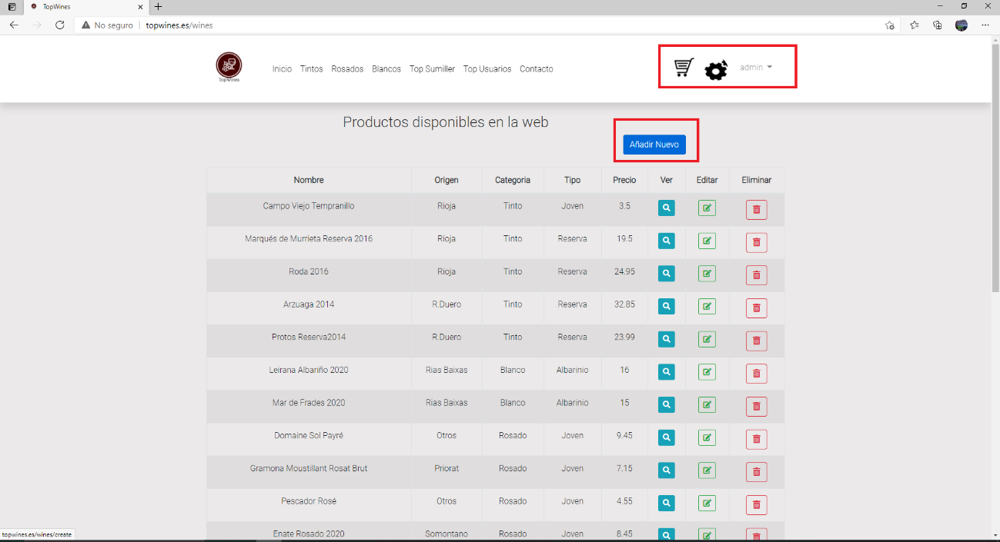 TopWines
No seguro
topwines.es/wines
TopWines
Inicio Tintos Rosados Blancos Top Sumiller Top Usuarios Contacto
admin
Productos disponibles en la web
Añadir Nuevo
Nombre Origen Categoria Tipo Precio Ver Editar Eliminar
Campo Viejo Tempranillo Rioja Tinto Joven 3.5
Marqués de Murrieta Reserva 2016 Rioja Tinto Reserva 19.5
Roda 2016 Rioja Tinto Reserva 24.95
Arzuaga 2014 R.Duero Tinto Reserva 32.85
Protos Reserva2014 R.Duero Tinto Reserva 23.99
Leirana Albariño 2020 Rias Baixas Blanco Albarinio 16
Mar de Frades 2020 Rias Baixas Blanco Albarinio 15
Domaine Sol Payré Otros Rosado Joven 9.45
Gramona Moustillant Rosat Brut Priorat Rosado Joven 7.15
Pescador Rosé Otros Rosado Joven 4.55
Enate Rosado 2020 Somontano Rosado Joven 8.45
topwines.es/wines/create